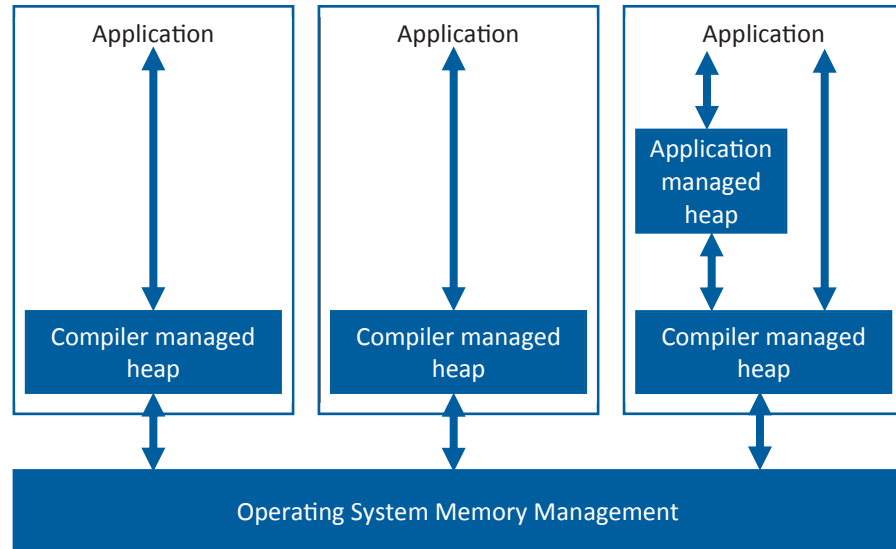 Application
Application
Application
Application
managed
heap
Compiler managed
heap
Compiler managed
heap
Compiler managed
heap
Operating System Memory Management